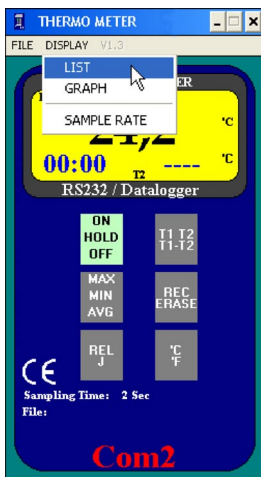 THERMO METER
FILE DISPLAY V1.3
LIST
GRAPH
SAMPLE RATE
ER
°C
00:00 T2 ---- °C
RS232 / Datalogger
ON
HOLD
OFF
T1 T2
T1-T2
MAX
MIN
AVG
REC
ERASE
REL
J
°C
°F
CE
Sampling Time: 2 Sec
File:
Com2